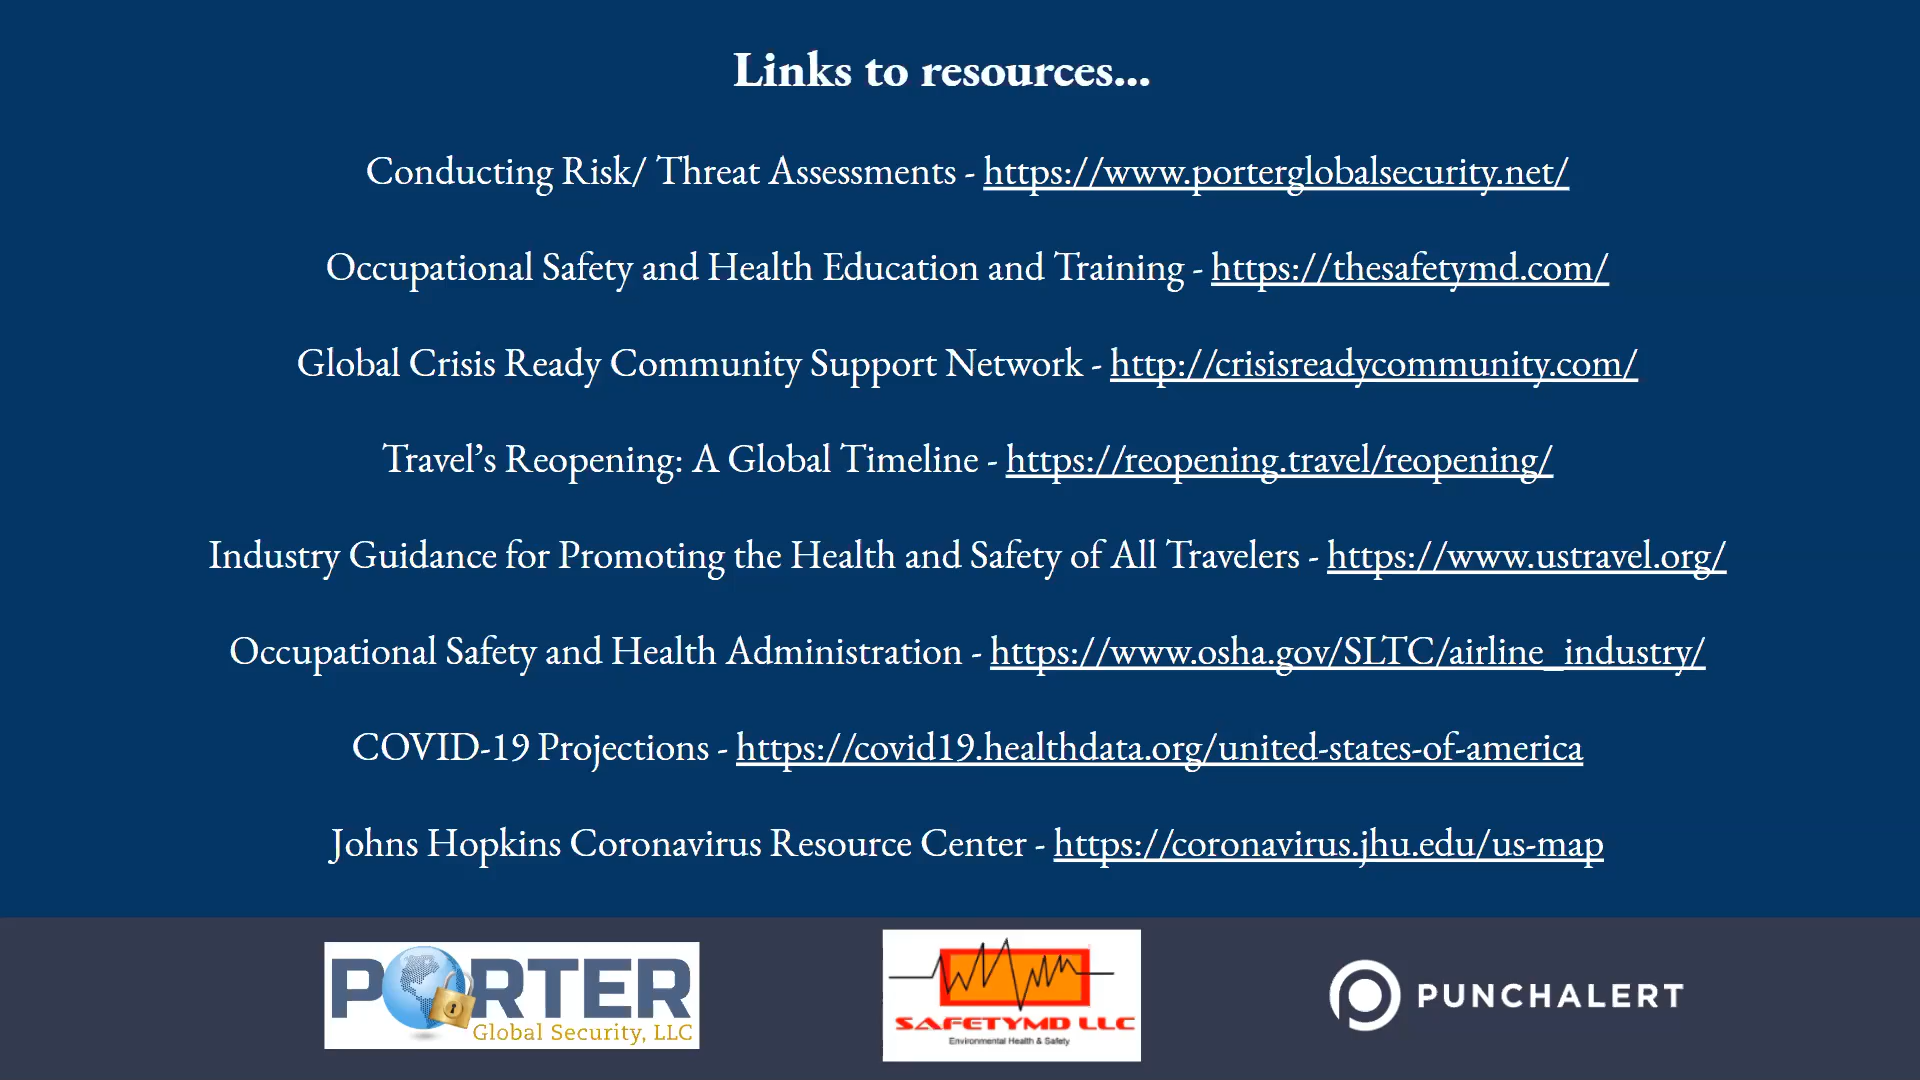 Links to resources...
Conducting Risk/ Threat Assessments - https://www.porterglobalsecurity.net/
Occupational Safety and Health Education and Training - https://thesafetymd.com/
Global Crisis Ready Community Support Network - http://crisisreadycommunity.com/
Travel’s Reopening: A Global Timeline - https://reopening.travel/reopening/
Industry Guidance for Promoting the Health and Safety of All Travelers - https://www.ustravel.org/
Occupational Safety and Health Administration - https://www.osha.gov/SLTC/airline_industry/
COVID-19 Projections - https://covid19.healthdata.org/united-states-of-america
Johns Hopkins Coronavirus Resource Center - https://coronavirus.jhu.edu/us-map
PORTER
Global Security, LLC
SAFETYMD LLC
Environmental Health & Safety
PUNCHALERT